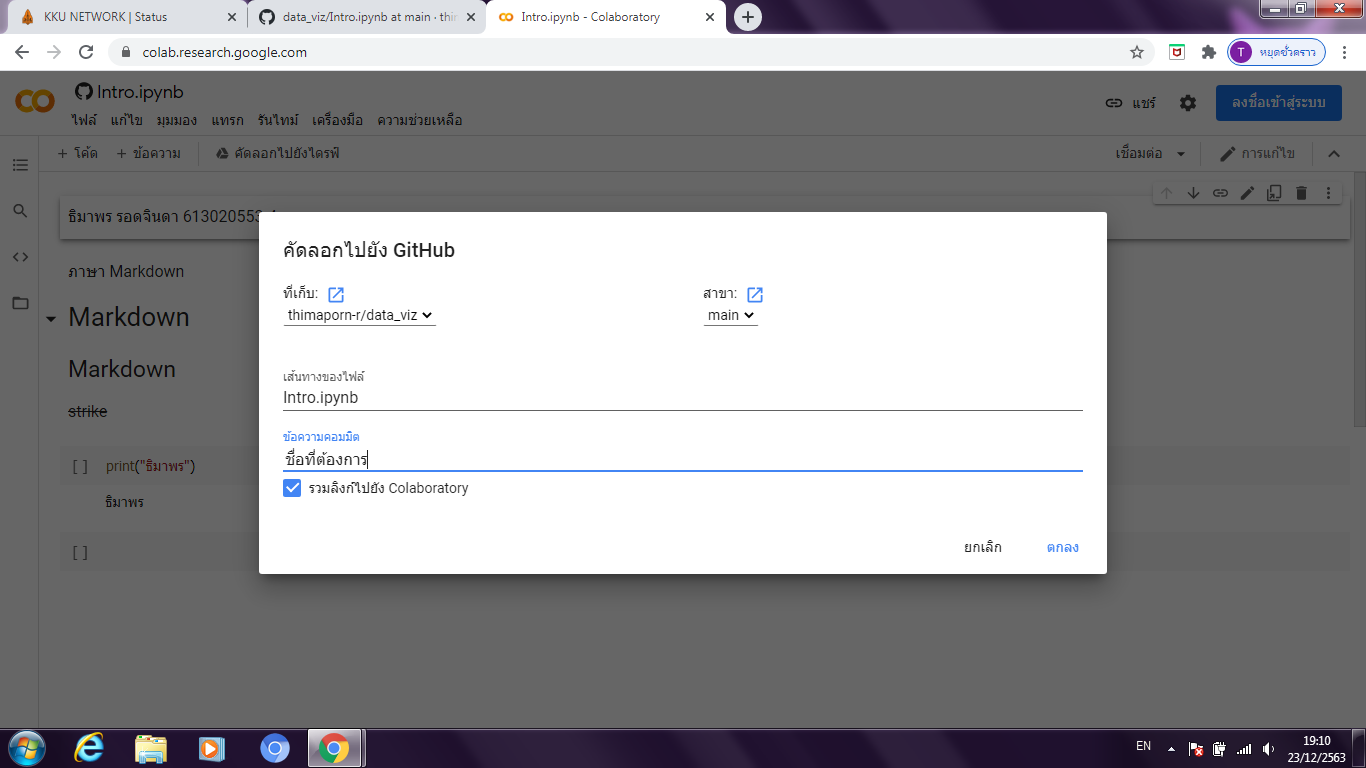 KKU NETWORK | Status
data_viz/Intro.ipynb at main · thi
Intro.ipynb - Colaboratory
colab.research.google.com
T หยุดชั่วคราว
Intro.ipynb
ไฟล์ แก้ไข มุมมอง แทรก รันไทม์ เครื่องมือ ความช่วยเหลือ
แชร์
ลงชื่อเข้าสู่ระบบ
+ โค้ด + ข้อความ คัดลอกไปยังไดรฟ์
เชื่อมต่อ การแก้ไข
ธิมาพร รอดจินดา 613020553
ภาษา Markdown
Markdown
Markdown
strike
[ ] print("ธิมาพร")
ธิมาพร
[ ]
คัดลอกไปยัง GitHub
ที่เก็บ: สาขา:
thimaporn-r/data_viz main
เส้นทางของไฟล์
Intro.ipynb
ข้อความคอมมิต
ชื่อที่ต้องการ
รวมลิงก์ไปยัง Colaboratory
ยกเลิก ตกลง
EN
19:10
23/12/2563